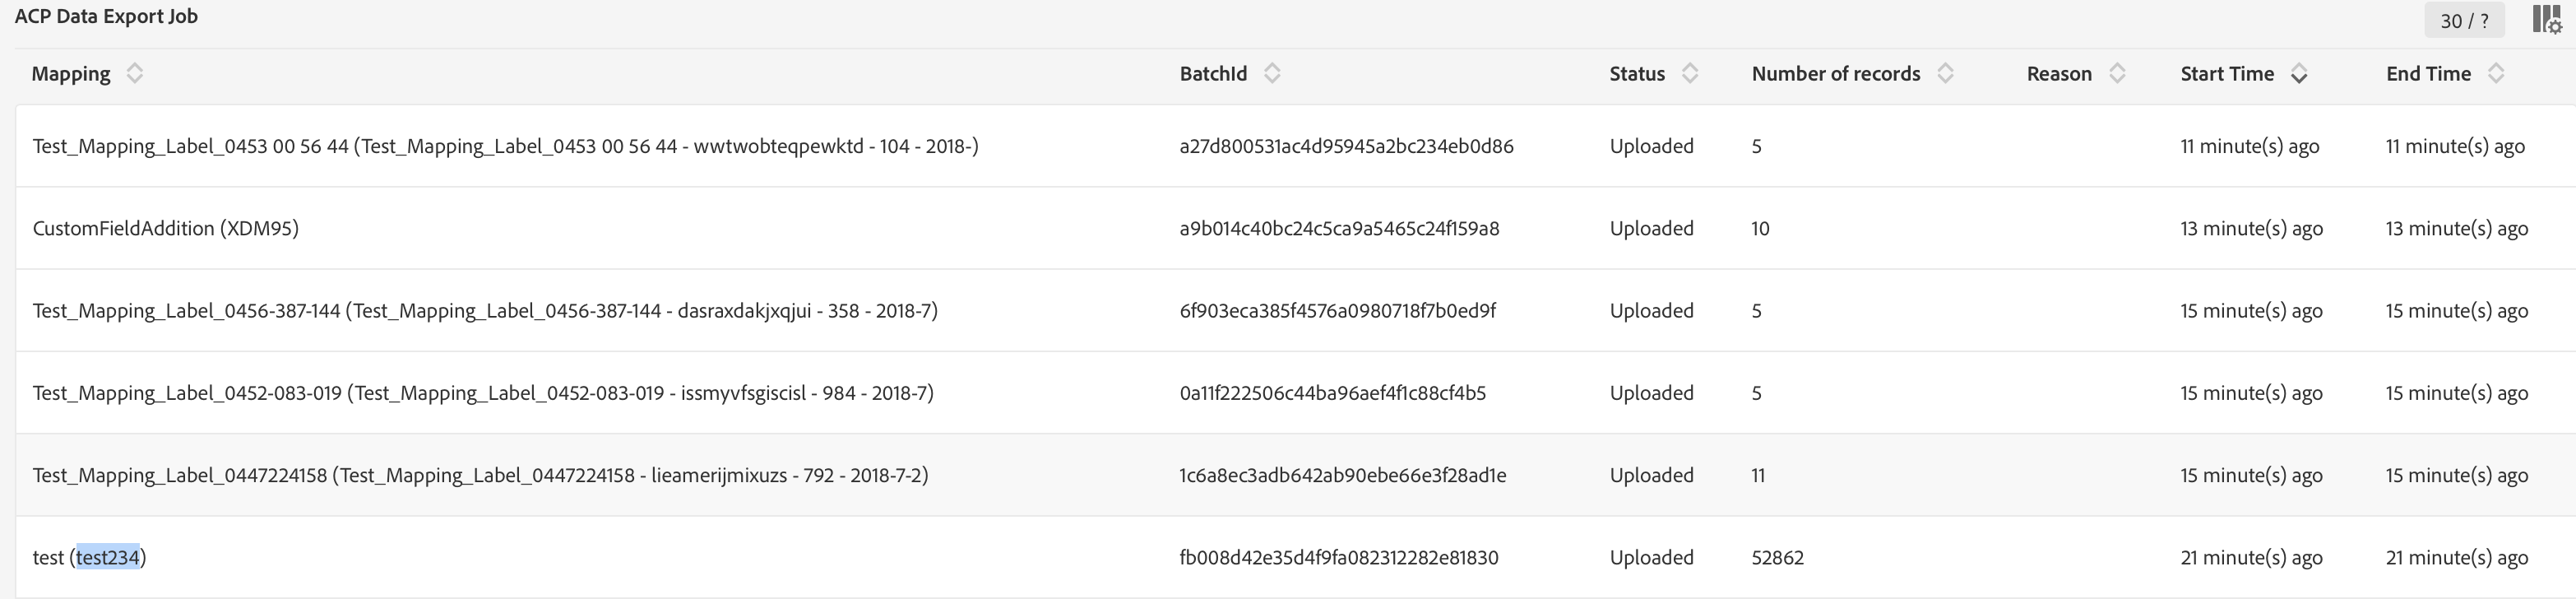 ACP Data Export Job 30 / ?
Mapping BatchId Status Number of records Reason Start Time End Time
Test_Mapping_Label_0453 00 56 44 (Test_Mapping_Label_0453 00 56 44 - wwtwobteqpewktd - 104 - 2018-) a27d800531ac4d95945a2bc234eb0d86 Uploaded 5 11 minute(s) ago 11 minute(s) ago
CustomFieldAddition (XDM95) a9b014c40bc24c5ca9a5465c24f159a8 Uploaded 10 13 minute(s) ago 13 minute(s) ago
Test_Mapping_Label_0456-387-144 (Test_Mapping_Label_0456-387-144 - dasraxdakjxqjui - 358 - 2018-7) 6f903eca385f4576a0980718f7b0ed9f Uploaded 5 15 minute(s) ago 15 minute(s) ago
Test_Mapping_Label_0452-083-019 (Test_Mapping_Label_0452-083-019 - issmyvfsgiscisl - 984 - 2018-7) 0a11f222506c44ba96aef4f1c88cf4b5 Uploaded 5 15 minute(s) ago 15 minute(s) ago
Test_Mapping_Label_0447224158 (Test_Mapping_Label_0447224158 - lieamerijmixuzs - 792 - 2018-7-2) 1c6a8ec3adb642ab90ebe66e3f28ad1e Uploaded 11 15 minute(s) ago 15 minute(s) ago
test (test234) fb008d42e35d4f9fa082312282e81830 Uploaded 52862 21 minute(s) ago 21 minute(s) ago